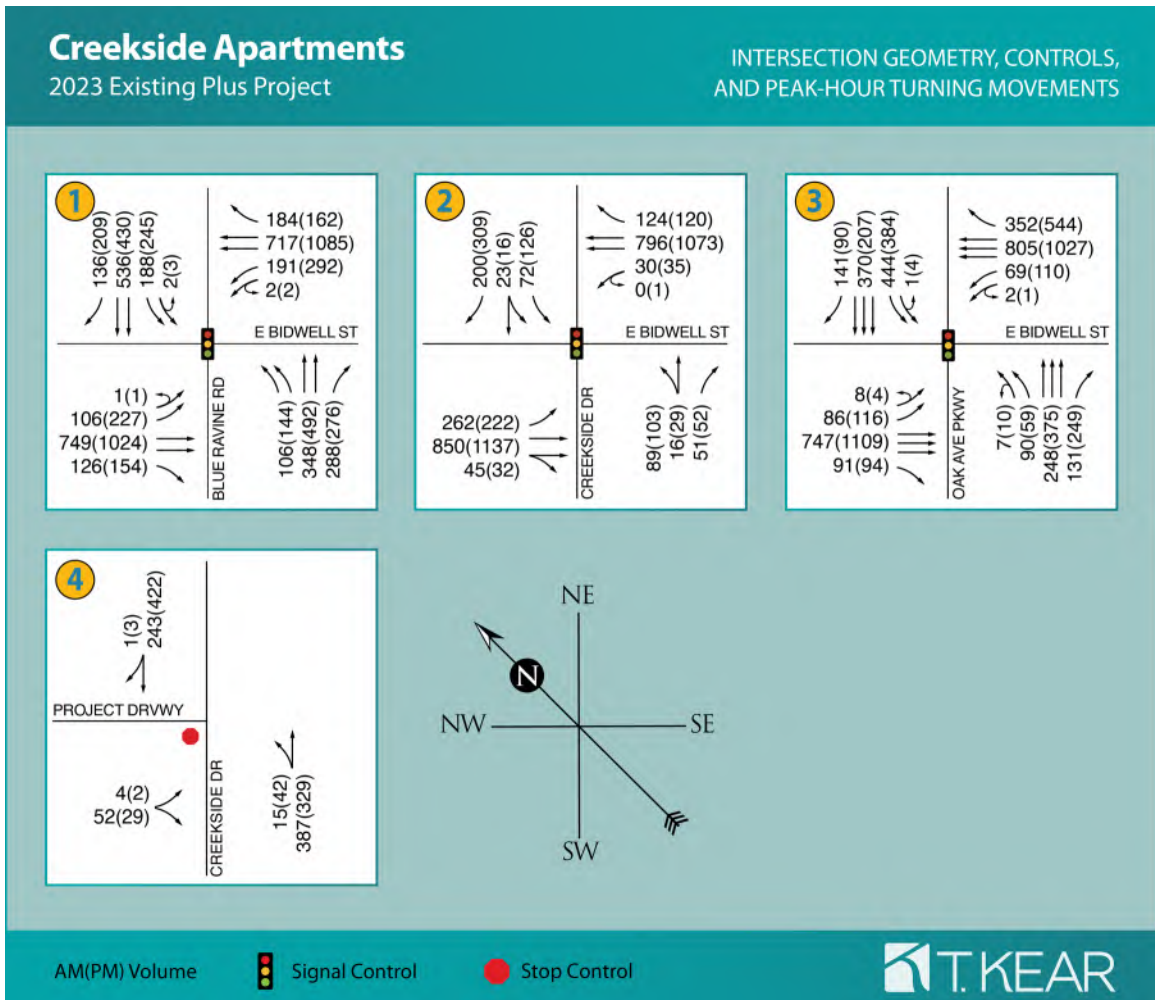 Creekside Apartments
2023 Existing Plus Project
INTERSECTION GEOMETRY, CONTROLS,
AND PEAK-HOUR TURNING MOVEMENTS
1
136(209)
536(430)
188(245)
2(3)
184(162)
717(1085)
191(292)
2(2)
E BIDWELL ST
BLUE RAVINE RD
1(1)
106(227)
749(1024)
126(154)
106(144)
348(492)
288(276)
2
200(309)
23(16)
72(126)
124(120)
796(1073)
30(35)
0(1)
E BIDWELL ST
CREEKSIDE DR
262(222)
850(1137)
45(32)
89(103)
16(29)
51(52)
3
141(90)
370(207)
444(384)
1(4)
352(544)
805(1027)
69(110)
2(1)
E BIDWELL ST
OAK AVE PKWY
8(4)
86(116)
747(1109)
91(94)
7(10)
90(59)
248(375)
131(249)
4
1(3)
243(422)
PROJECT DRVWY
CREEKSIDE DR
4(2)
52(29)
15(42)
387(329)
NE
N
NW
SE
SW
AM(PM) Volume
Signal Control
Stop Control
T. KEAR